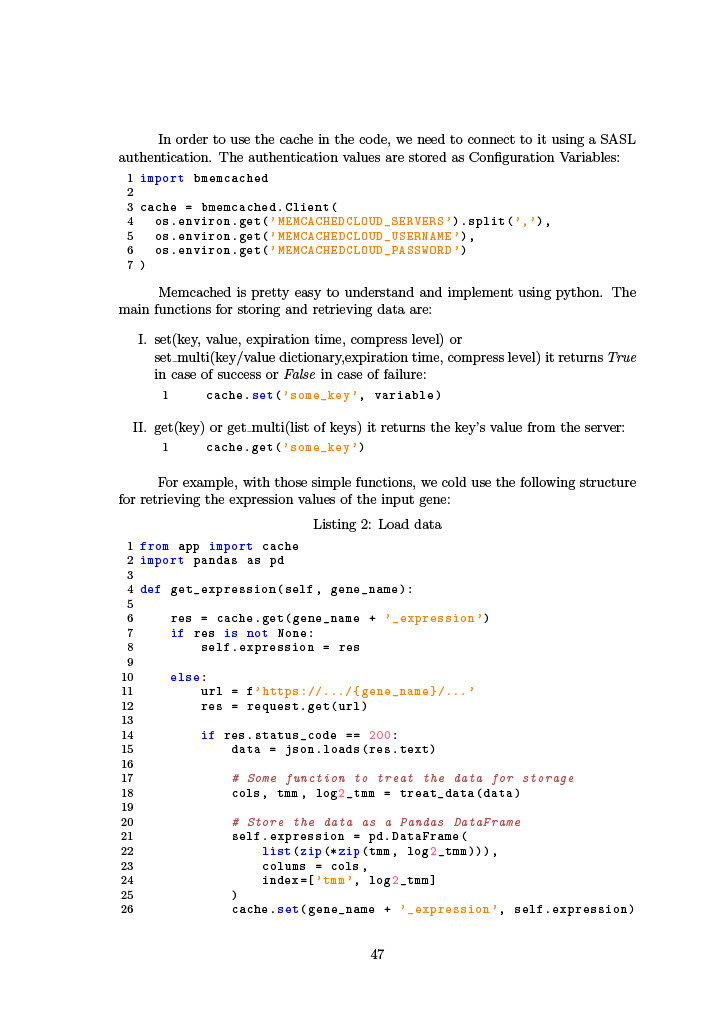 In order to use the cache in the code, we need to connect to it using a SASL
authentication. The authentication values are stored as Configuration Variables:
1 import bmemcached
2
3 cache = bmemcached.Client(
4   os.environ.get('MEMCACHEDCLOUD_SERVERS').split(','),
5   os.environ.get('MEMCACHEDCLOUD_USERNAME'),
6   os.environ.get('MEMCACHEDCLOUD_PASSWORD')
7 )
Memcached is pretty easy to understand and implement using python. The
main functions for storing and retrieving data are:
I. set(key, value, expiration time, compress level) or
set_multi(key/value dictionary,expiration time, compress level) it returns True
in case of success or False in case of failure:
1     cache.set('some_key', variable)
II. get(key) or get_multi(list of keys) it returns the key's value from the server:
1     cache.get('some_key')
For example, with those simple functions, we cold use the following structure
for retrieving the expression values of the input gene:
Listing 2: Load data
1 from app import cache
2 import pandas as pd
3
4 def get_expression(self, gene_name):
5
6     res = cache.get(gene_name + '_expression')
7     if res is not None:
8         self.expression = res
9
10     else:
11         url = f'https://.../{gene_name}/...'
12         res = request.get(url)
13
14         if res.status_code == 200:
15             data = json.loads(res.text)
16
17             # Some function to treat the data for storage
18             cols, tmm, log2_tmm = treat_data(data)
19
20             # Store the data as a Pandas DataFrame
21             self.expression = pd.DataFrame(
22                 list(zip(*zip(tmm, log2_tmm))),
23                 colums = cols,
24                 index=['tmm', log2_tmm]
25             )
26             cache.set(gene_name + '_expression', self.expression)
47